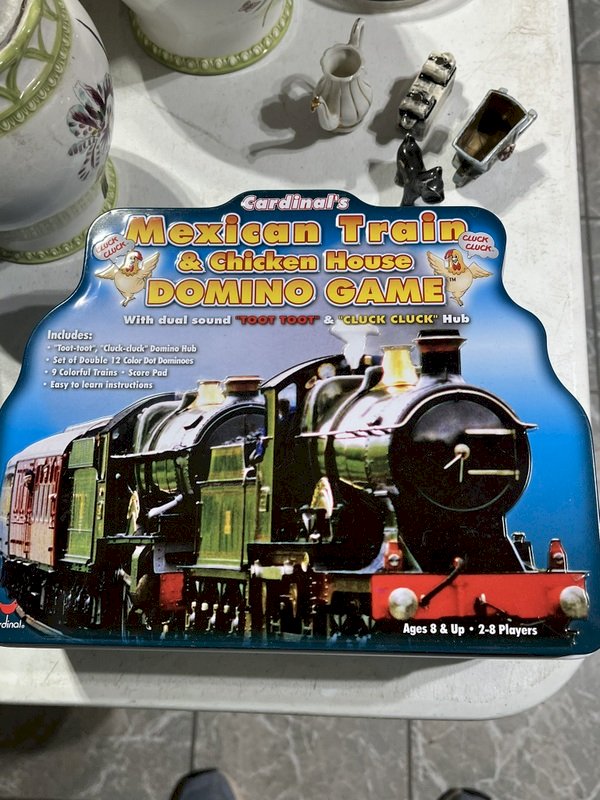 Cardinal's
Mexican Train
CLUCK CLUCK
CLUCK CLUCK
& Chicken House
DOMINO GAME
TM
With dual sound "TOOT TOOT" & "CLUCK CLUCK" Hub
Includes:
• "Toot-toot", "Cluck-cluck" Domino Hub
• Set of Double 12 Color Dot Dominoes
• 9 Colorful Trains • Score Pad
• Easy to learn instructions
Ages 8 & Up • 2-8 Players